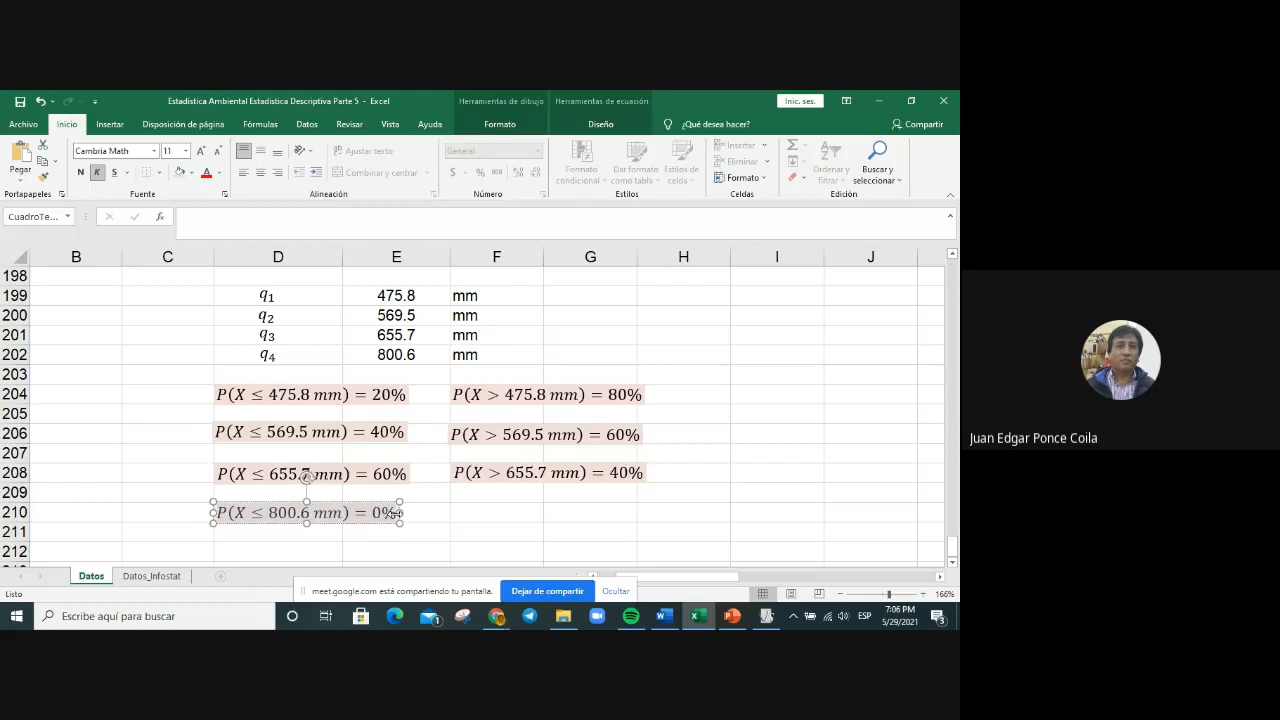 Estadistica Ambiental Estadistica Descriptiva Parte 5 - Excel
Herramientas de dibujo
Herramientas de ecuación
Inic. ses.
Archivo Inicio Insertar Disposición de página Fórmulas Datos Revisar Vista Ayuda Formato Diseño ¿Qué desea hacer? Compartir
Pegar
Cambria Math 11
N K S
Ajustar texto
Combinar y centrar
General
$ % 000
Formato condicional
Dar formato como tabla
Estilos de celda
Insertar
Eliminar
Formato
Ordenar y filtrar
Buscar y seleccionar
Portapapeles Fuente Alineación Número Estilos Celdas Edición
CuadroTe... fx
B C D E F G H I J
198
199 q₁ 475.8 mm
200 q₂ 569.5 mm
201 q₃ 655.7 mm
202 q₄ 800.6 mm
203
204 P(X ≤ 475.8 mm) = 20% P(X > 475.8 mm) = 80%
205
206 P(X ≤ 569.5 mm) = 40% P(X > 569.5 mm) = 60%
207
208 P(X ≤ 655.7 mm) = 60% P(X > 655.7 mm) = 40%
209
210 P(X ≤ 800.6 mm) = 0%
211
212
Datos Datos_Infostat
Listo
meet.google.com está compartiendo tu pantalla.
Dejar de compartir
Ocultar
166%
Escribe aquí para buscar
ESP
7:06 PM
5/29/2021
Juan Edgar Ponce Coila